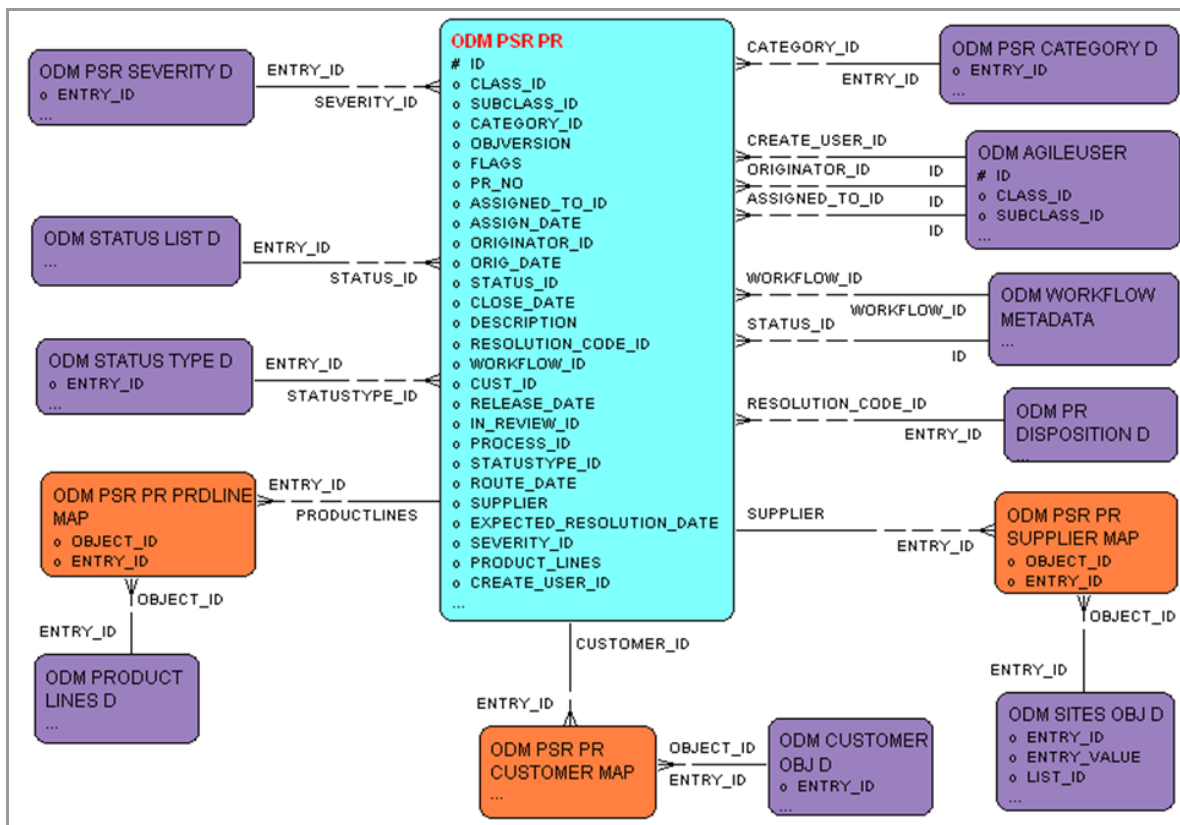 ODM PSR SEVERITY D
o ENTRY_ID
...
ENTRY_ID
SEVERITY_ID
ODM STATUS LIST D
...
ENTRY_ID
STATUS_ID
ODM STATUS TYPE D
o ENTRY_ID
...
ENTRY_ID
STATUSTYPE_ID
ODM PSR PR PRDLINE
MAP
o OBJECT_ID
o ENTRY_ID
ENTRY_ID
PRODUCTLINES
OBJECT_ID
ENTRY_ID
ODM PRODUCT
LINES D
...
ODM PSR PR
# ID
o CLASS_ID
o SUBCLASS_ID
o CATEGORY_ID
o OBJVERSION
o FLAGS
o PR_NO
o ASSIGNED_TO_ID
o ASSIGN_DATE
o ORIGINATOR_ID
o ORIG_DATE
o STATUS_ID
o CLOSE_DATE
o DESCRIPTION
o RESOLUTION_CODE_ID
o WORKFLOW_ID
o CUST_ID
o RELEASE_DATE
o IN_REVIEW_ID
o PROCESS_ID
o STATUSTYPE_ID
o ROUTE_DATE
o SUPPLIER
o EXPECTED_RESOLUTION_DATE
o SEVERITY_ID
o PRODUCT_LINES
o CREATE_USER_ID
...
CUSTOMER_ID
ENTRY_ID
ODM PSR PR
CUSTOMER MAP
...
OBJECT_ID
ENTRY_ID
ODM CUSTOMER
OBJ D
o ENTRY_ID
...
CATEGORY_ID
ENTRY_ID
ODM PSR CATEGORY D
o ENTRY_ID
...
CREATE_USER_ID
ID
ORIGINATOR_ID
ID
ASSIGNED_TO_ID
ID
ODM AGILEUSER
# ID
o CLASS_ID
o SUBCLASS_ID
...
WORKFLOW_ID
WORKFLOW_ID
STATUS_ID
ID
ODM WORKFLOW
METADATA
...
RESOLUTION_CODE_ID
ENTRY_ID
ODM PR
DISPOSITION D
...
SUPPLIER
ENTRY_ID
ODM PSR PR
SUPPLIER MAP
o OBJECT_ID
o ENTRY_ID
OBJECT_ID
ENTRY_ID
ODM SITES OBJ D
o ENTRY_ID
o ENTRY_VALUE
o LIST_ID
...